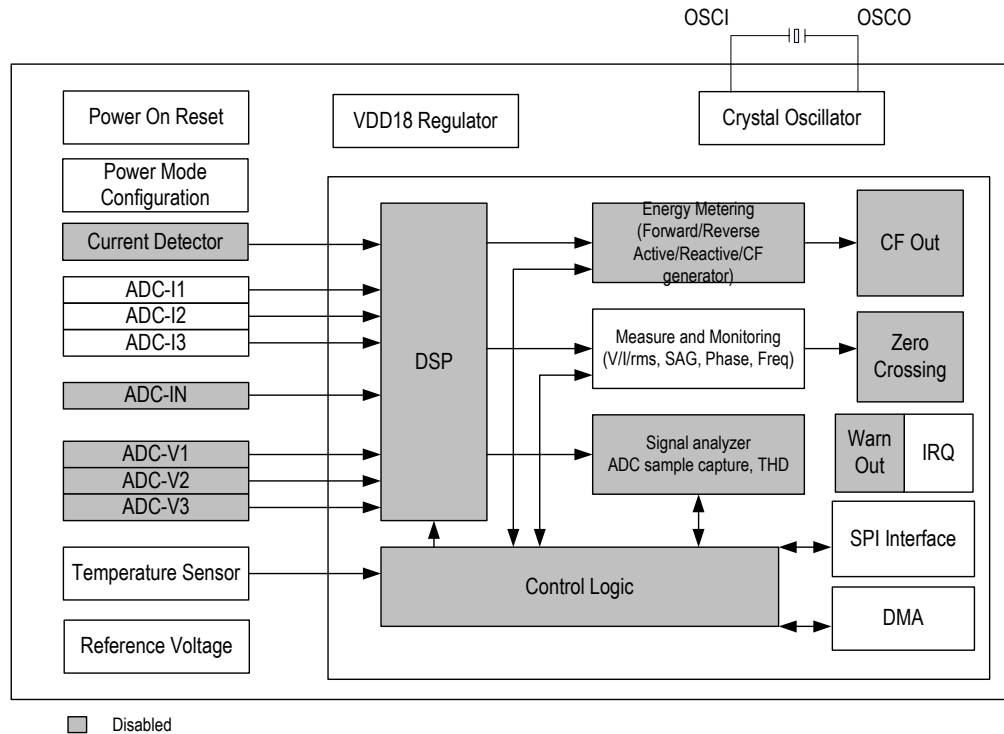 OSCI
OSCO
Power On Reset
VDD18 Regulator
Crystal Oscillator
Power Mode
Configuration
Current Detector
ADC-I1
ADC-I2
ADC-I3
ADC-IN
ADC-V1
ADC-V2
ADC-V3
Temperature Sensor
Reference Voltage
DSP
Energy Metering
(Forward/Reverse
Active/Reactive/CF
generator)
CF Out
Measure and Monitoring
(V/I/rms, SAG, Phase, Freq)
Zero
Crossing
Signal analyzer
ADC sample capture, THD
Warn
Out
IRQ
SPI Interface
Control Logic
DMA
Disabled